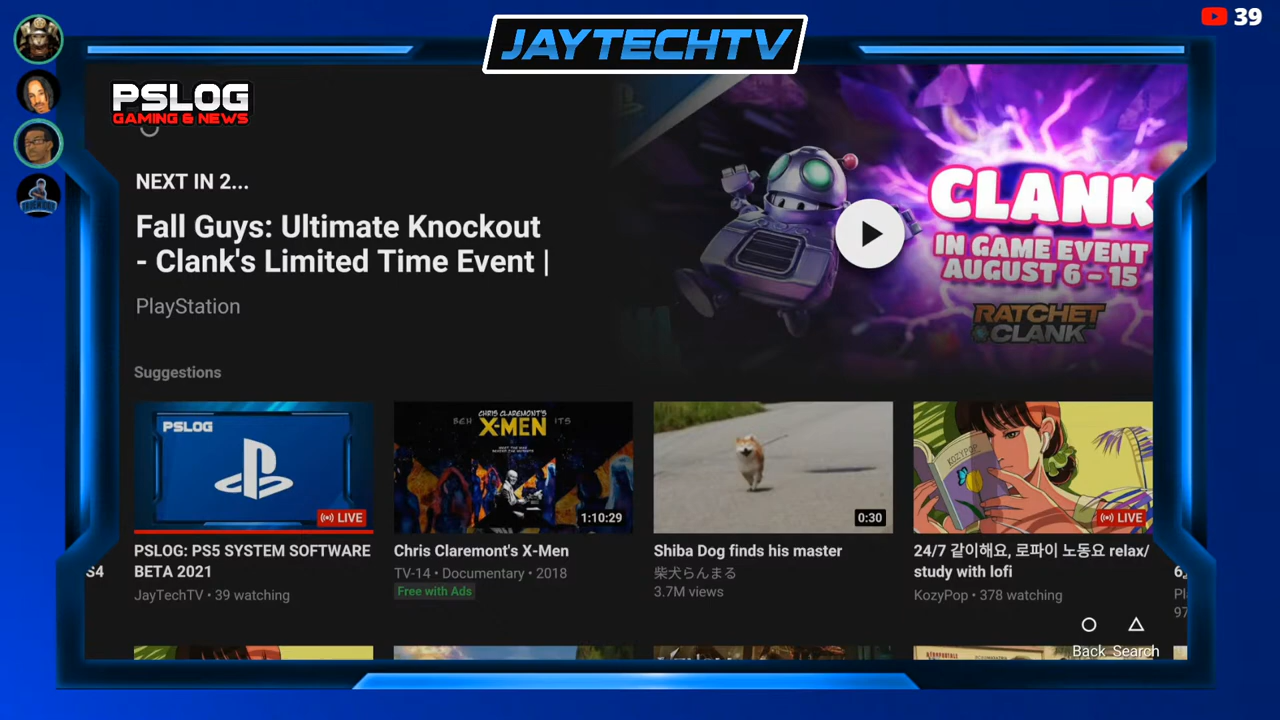 39
JAYTECHTV
PSLOG
GAMING & NEWS
NEXT IN 2...
Fall Guys: Ultimate Knockout
- Clank's Limited Time Event |
PlayStation
CLANK
IN GAME EVENT
AUGUST 6 - 15
RATCHET
CLANK
Suggestions
PSLOG
LIVE
CHRIS CLAREMONT'S
X-MEN
1:10:29
0:30
KOZYPOP
LIVE
S4
PSLOG: PS5 SYSTEM SOFTWARE
BETA 2021
JayTechTV • 39 watching
Chris Claremont's X-Men
TV-14 • Documentary • 2018
Free with Ads
Shiba Dog finds his master
柴犬らんまる
3.7M views
24/7 같이해요, 로파이 노동요 relax/
study with lofi
KozyPop • 378 watching
Back Search